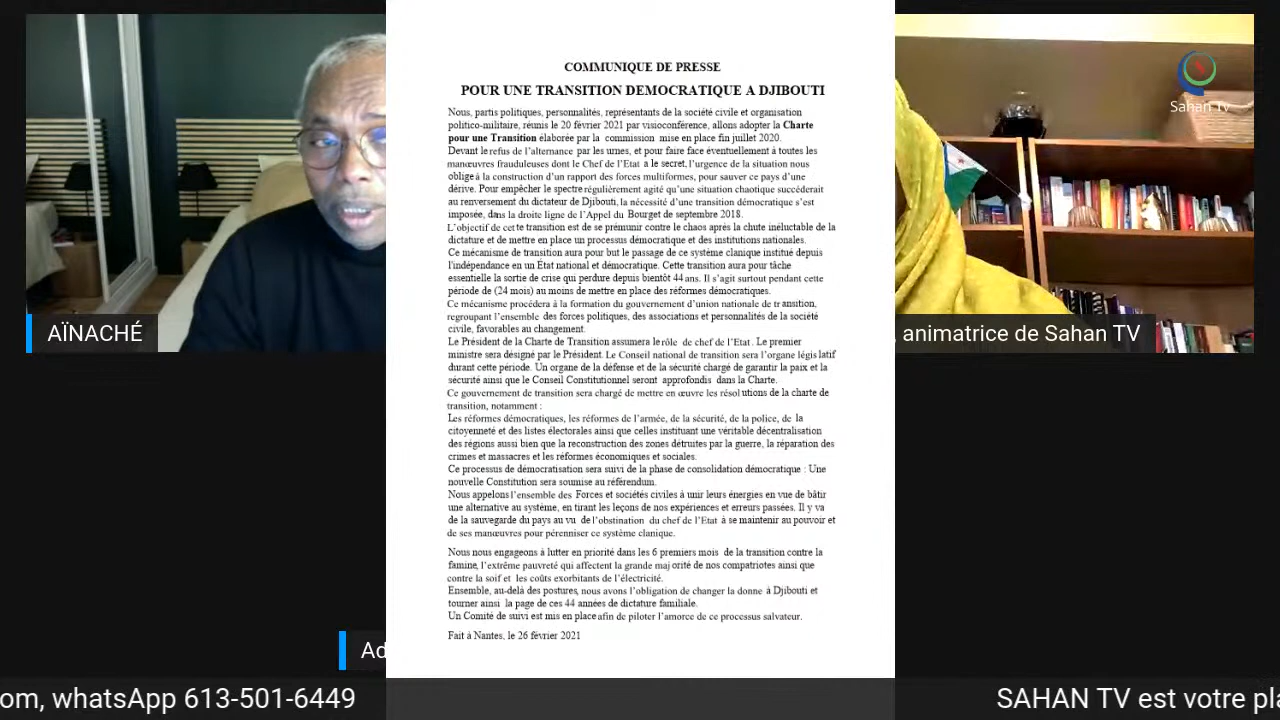 COMMUNIQUE DE PRESSE
POUR UNE TRANSITION DEMOCRATIQUE A DJIBOUTI
Nous, partis politiques, personnalités, représentants de la société civile et organisation
politico-militaire, réunis le 20 février 2021 par visioconférence, allons adopter la Charte
pour une Transition élaborée par la commission mise en place fin juillet 2020.
Devant le refus de l'alternance par les urnes, et pour faire face éventuellement à toutes les
manœuvres frauduleuses dont le Chef de l'Etat a le secret, l'urgence de la situation nous
oblige à la construction d'un rapport des forces multiformes, pour sauver ce pays d'une
dérive. Pour empêcher le spectre régulièrement agité qu'une situation chaotique succéderait
au renversement du dictateur de Djibouti, la nécessité d'une transition démocratique s'est
imposée, dans la droite ligne de l'Appel du Bourget de septembre 2018.
L'objectif de cette transition est de se prémunir contre le chaos après la chute inéluctable de la
dictature et de mettre en place un processus démocratique et des institutions nationales.
Ce mécanisme de transition aura pour but le passage de ce système clanique institué depuis
l'indépendance en un Etat national et démocratique. Cette transition aura pour tâche
essentielle la sortie de crise qui perdure depuis bientôt 44 ans. Il s'agit surtout pendant cette
période de (24 mois) au moins de mettre en place des réformes démocratiques.
Ce mécanisme procédera à la formation du gouvernement d'union nationale de transition,
regroupant l'ensemble des forces politiques, des associations et personnalités de la société
civile, favorables au changement.
Le Président de la Charte de Transition assumera le rôle de chef de l'Etat. Le premier
ministre sera désigné par le Président. Le Conseil national de transition sera l'organe législatif
durant cette période. Un organe de la défense et de la sécurité chargé de garantir la paix et la
sécurité ainsi que le Conseil Constitutionnel seront approfondis dans la Charte.
Ce gouvernement de transition sera chargé de mettre en œuvre les résolutions de la charte de
transition, notamment :
Les réformes démocratiques, les réformes de l'armée, de la sécurité, de la police, de la
citoyenneté et des listes électorales ainsi que celles instituant une véritable décentralisation
des régions aussi bien que la reconstruction des zones détruites par la guerre, la réparation des
crimes et massacres et les réformes économiques et sociales.
Ce processus de démocratisation sera suivi de la phase de consolidation démocratique : Une
nouvelle Constitution sera soumise au référendum.
Nous appelons l'ensemble des Forces et sociétés civiles à unir leurs énergies en vue de bâtir
une alternative au système, en tirant les leçons de nos expériences et erreurs passées. Il y va
de la sauvegarde du pays au vu de l'obstination du chef de l'Etat à se maintenir au pouvoir et
de ses manœuvres pour pérenniser ce système clanique.
Nous nous engageons à lutter en priorité dans les 6 premiers mois de la transition contre la
famine, l'extrême pauvreté qui affectent la grande majorité de nos compatriotes ainsi que
contre la soif et les coûts exorbitants de l'électricité.
Ensemble, au-delà des postures, nous avons l'obligation de changer la donne à Djibouti et
tourner ainsi la page de ces 44 années de dictature familiale.
Un Comité de suivi est mis en place afin de piloter l'amorce de ce processus salvateur.
Fait à Nantes, le 26 février 2021
Sahan Tv
AÏNACHÉ
, animatrice de Sahan TV
Ad
om, whatsApp 613-501-6449
SAHAN TV est votre pla